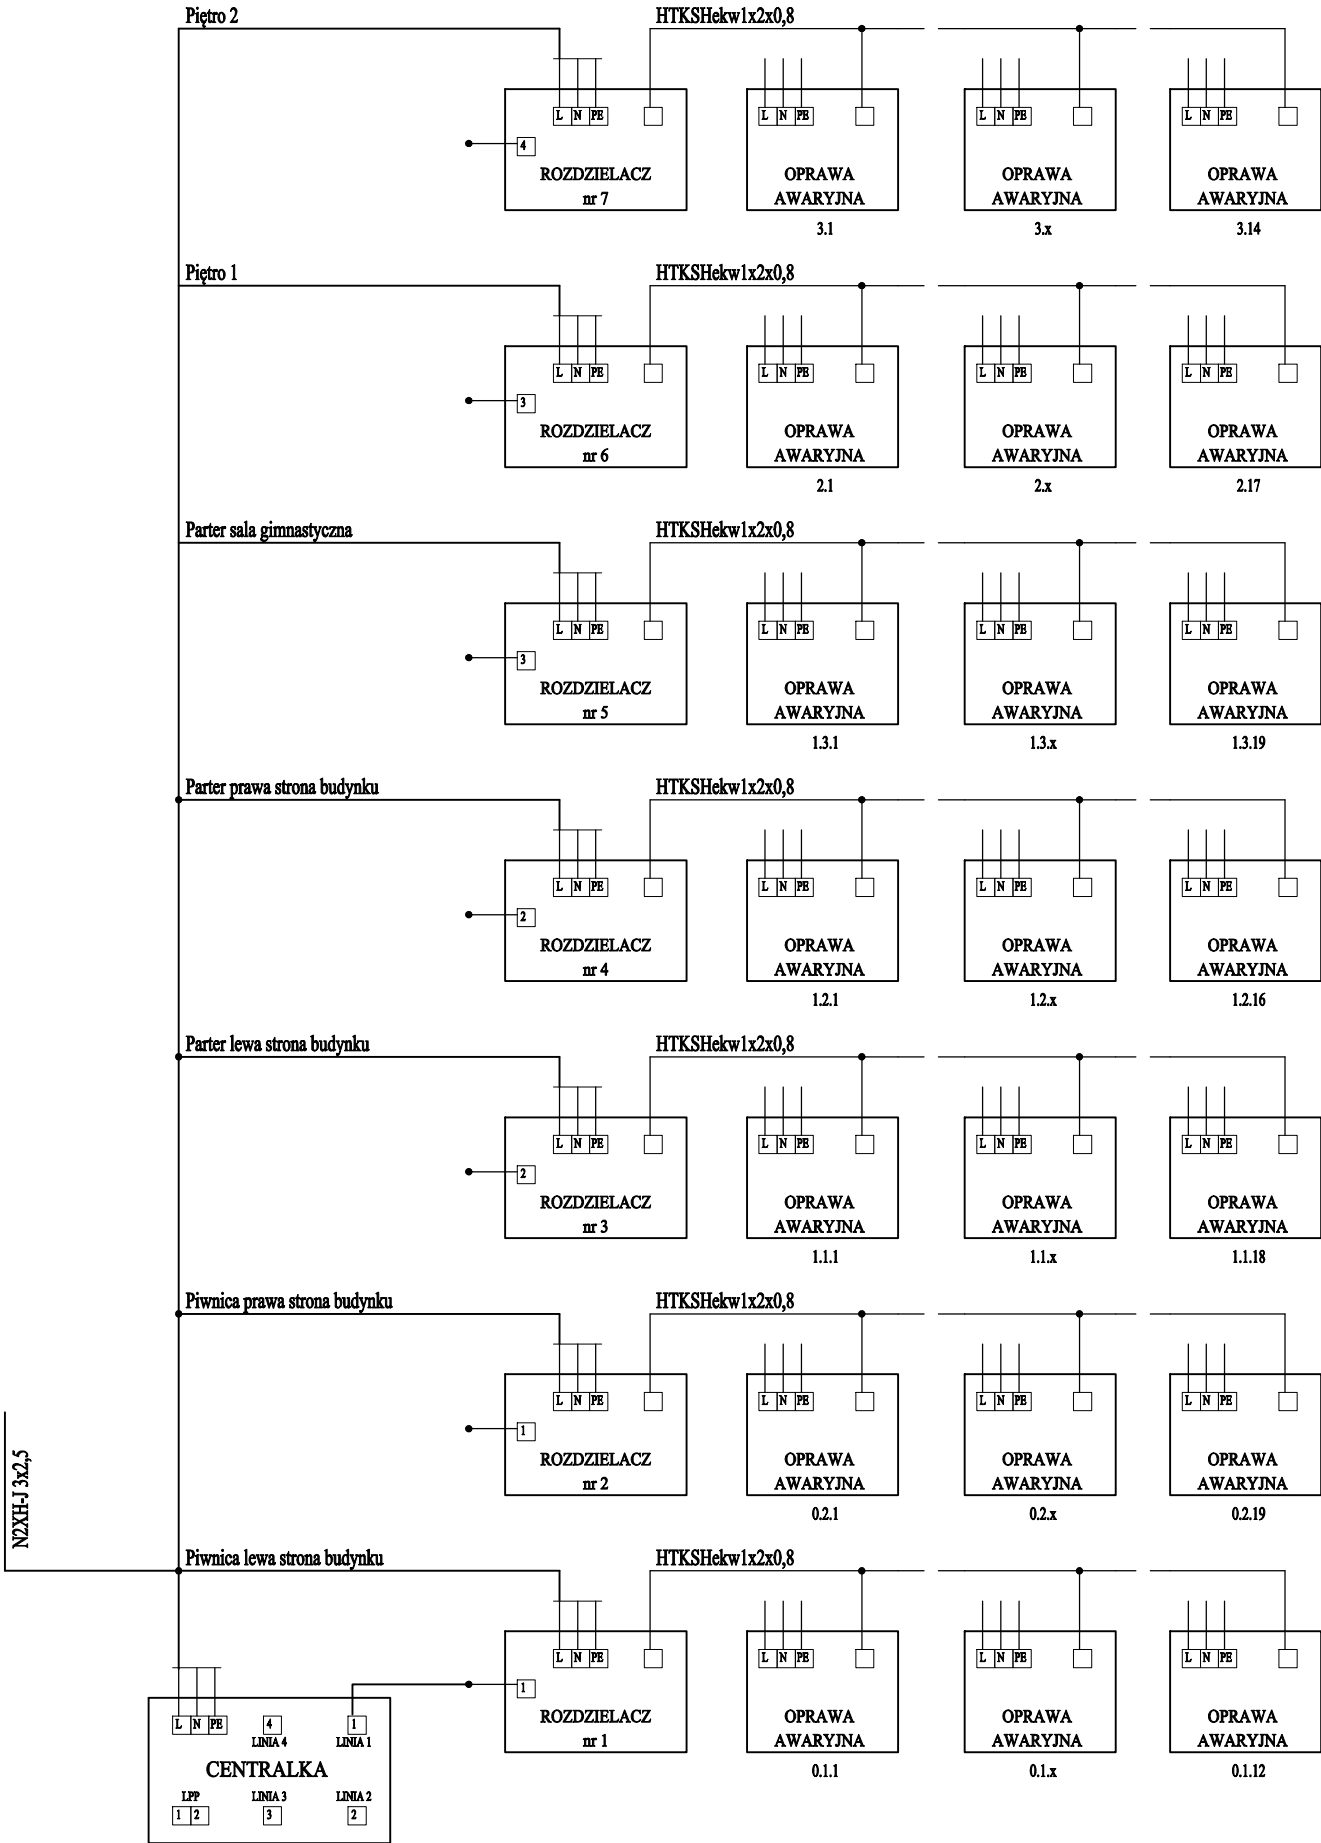 Piętro 2
HTKSHekw1x2x0,8
L N PE
L N PE
L N PE
L N PE
4
ROZDZIELACZ
nr 7
OPRAWA
AWARYJNA
3.1
OPRAWA
AWARYJNA
3.x
OPRAWA
AWARYJNA
3.14
Piętro 1
HTKSHekw1x2x0,8
L N PE
L N PE
L N PE
L N PE
3
ROZDZIELACZ
nr 6
OPRAWA
AWARYJNA
2.1
OPRAWA
AWARYJNA
2.x
OPRAWA
AWARYJNA
2.17
Parter sala gimnastyczna
HTKSHekw1x2x0,8
L N PE
L N PE
L N PE
L N PE
3
ROZDZIELACZ
nr 5
OPRAWA
AWARYJNA
1.3.1
OPRAWA
AWARYJNA
1.3.x
OPRAWA
AWARYJNA
1.3.19
Parter prawa strona budynku
HTKSHekw1x2x0,8
L N PE
L N PE
L N PE
L N PE
2
ROZDZIELACZ
nr 4
OPRAWA
AWARYJNA
1.2.1
OPRAWA
AWARYJNA
1.2.x
OPRAWA
AWARYJNA
1.2.16
Parter lewa strona budynku
HTKSHekw1x2x0,8
L N PE
L N PE
L N PE
L N PE
2
ROZDZIELACZ
nr 3
OPRAWA
AWARYJNA
1.1.1
OPRAWA
AWARYJNA
1.1.x
OPRAWA
AWARYJNA
1.1.18
Piwnica prawa strona budynku
HTKSHekw1x2x0,8
L N PE
L N PE
L N PE
L N PE
1
ROZDZIELACZ
nr 2
OPRAWA
AWARYJNA
0.2.1
OPRAWA
AWARYJNA
0.2.x
OPRAWA
AWARYJNA
0.2.19
N2XH-J 3x2,5
Piwnica lewa strona budynku
HTKSHekw1x2x0,8
L N PE
L N PE
L N PE
L N PE
1
ROZDZIELACZ
nr 1
OPRAWA
AWARYJNA
0.1.1
OPRAWA
AWARYJNA
0.1.x
OPRAWA
AWARYJNA
0.1.12
L N PE
4
LINIA 4
1
LINIA 1
CENTRALKA
LPP
1 2
LINIA 3
3
LINIA 2
2